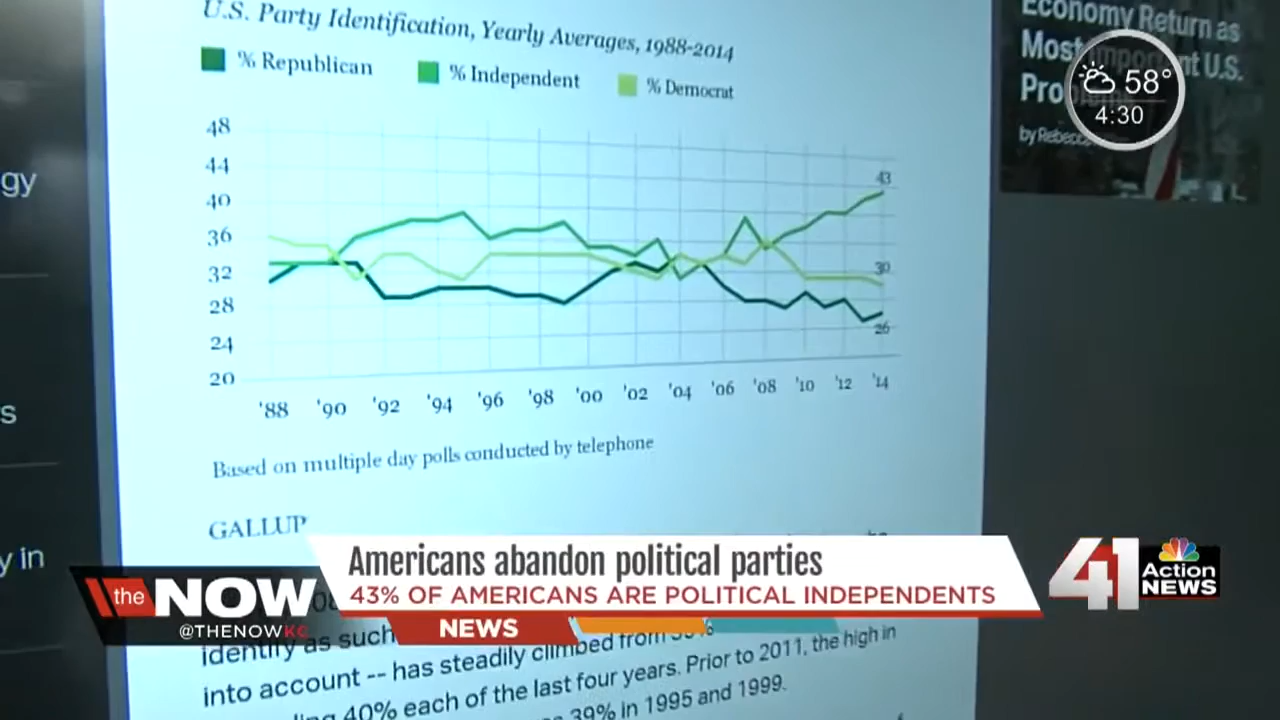 U.S. Party Identification, Yearly Averages, 1988-2014
% Republican % Independent % Democrat
Economy Return as
Most Important U.S.
by
58°
4:30
48
44
40
36
32
28
24
20
43
30
26
'88 '90 '92 '94 '96 '98 '00 '02 '04 '06 '08 '10 '12 '14
Based on multiple day polls conducted by telephone
GALLUP
gy
s
y in
Americans abandon political parties
43% OF AMERICANS ARE POLITICAL INDEPENDENTS
the NOW
@THENOWKC
NEWS
41 Action NEWS
identify as such
into account -- has steadily climbed from
40% each of the last four years. Prior to 2011, the high in
39% in 1995 and 1999.